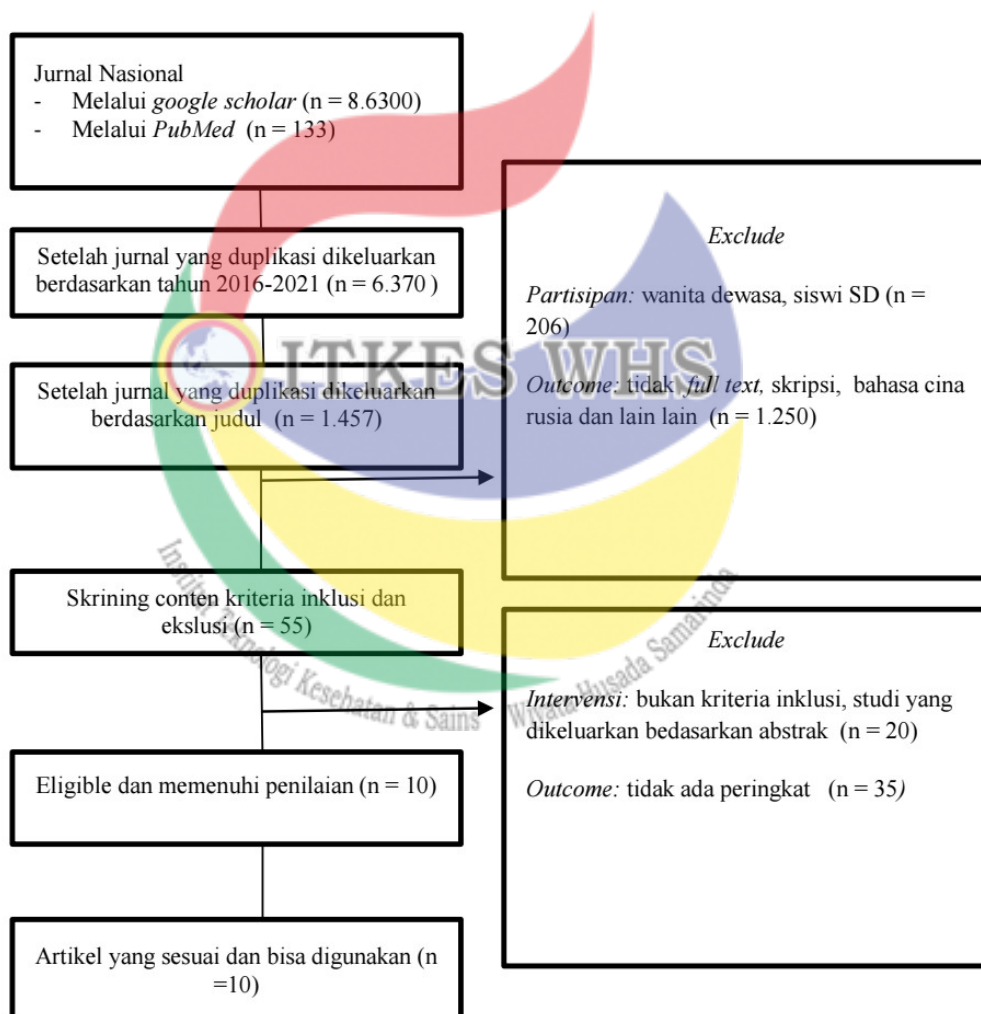 Jurnal Nasional
- Melalui google scholar (n = 8.6300)
- Melalui PubMed (n = 133)
Setelah jurnal yang duplikasi dikeluarkan
berdasarkan tahun 2016-2021 (n = 6.370 )
Setelah jurnal yang duplikasi dikeluarkan
berdasarkan judul (n = 1.457)
Exclude
Partisipan: wanita dewasa, siswi SD (n =
206)
Outcome: tidak full text, skripsi, bahasa cina
rusia dan lain lain (n = 1.250)
Skrining conten kriteria inklusi dan
ekslusi (n = 55)
Exclude
Intervensi: bukan kriteria inklusi, studi yang
dikeluarkan bedasarkan abstrak (n = 20)
Outcome: tidak ada peringkat (n = 35)
Eligible dan memenuhi penilaian (n = 10)
Artikel yang sesuai dan bisa digunakan (n
=10)
ITKES WHS
Institut Teknologi Kesehatan & Sains Wiyata Husada Samarinda